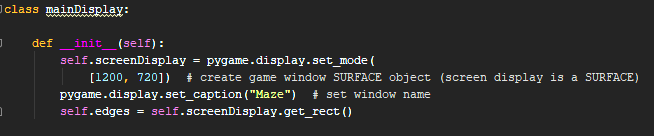 class mainDisplay:
def __init__(self):
self.screenDisplay = pygame.display.set_mode(
[1200, 720])  # create game window SURFACE object (screen display is a SURFACE)
pygame.display.set_caption("Maze")  # set window name
self.edges = self.screenDisplay.get_rect()